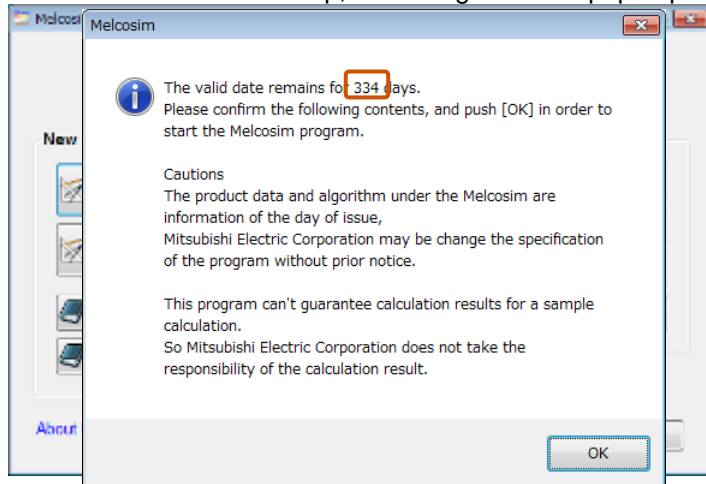 Melcosi
Melcosim
The valid date remains for 334 days.
Please confirm the following contents, and push [OK] in order to
start the Melcosim program.
New
Cautions
The product data and algorithm under the Melcosim are
information of the day of issue,
Mitsubishi Electric Corporation may be change the specification
of the program without prior notice.
This program can't guarantee calculation results for a sample
calculation.
So Mitsubishi Electric Corporation does not take the
responsibility of the calculation result.
About
OK